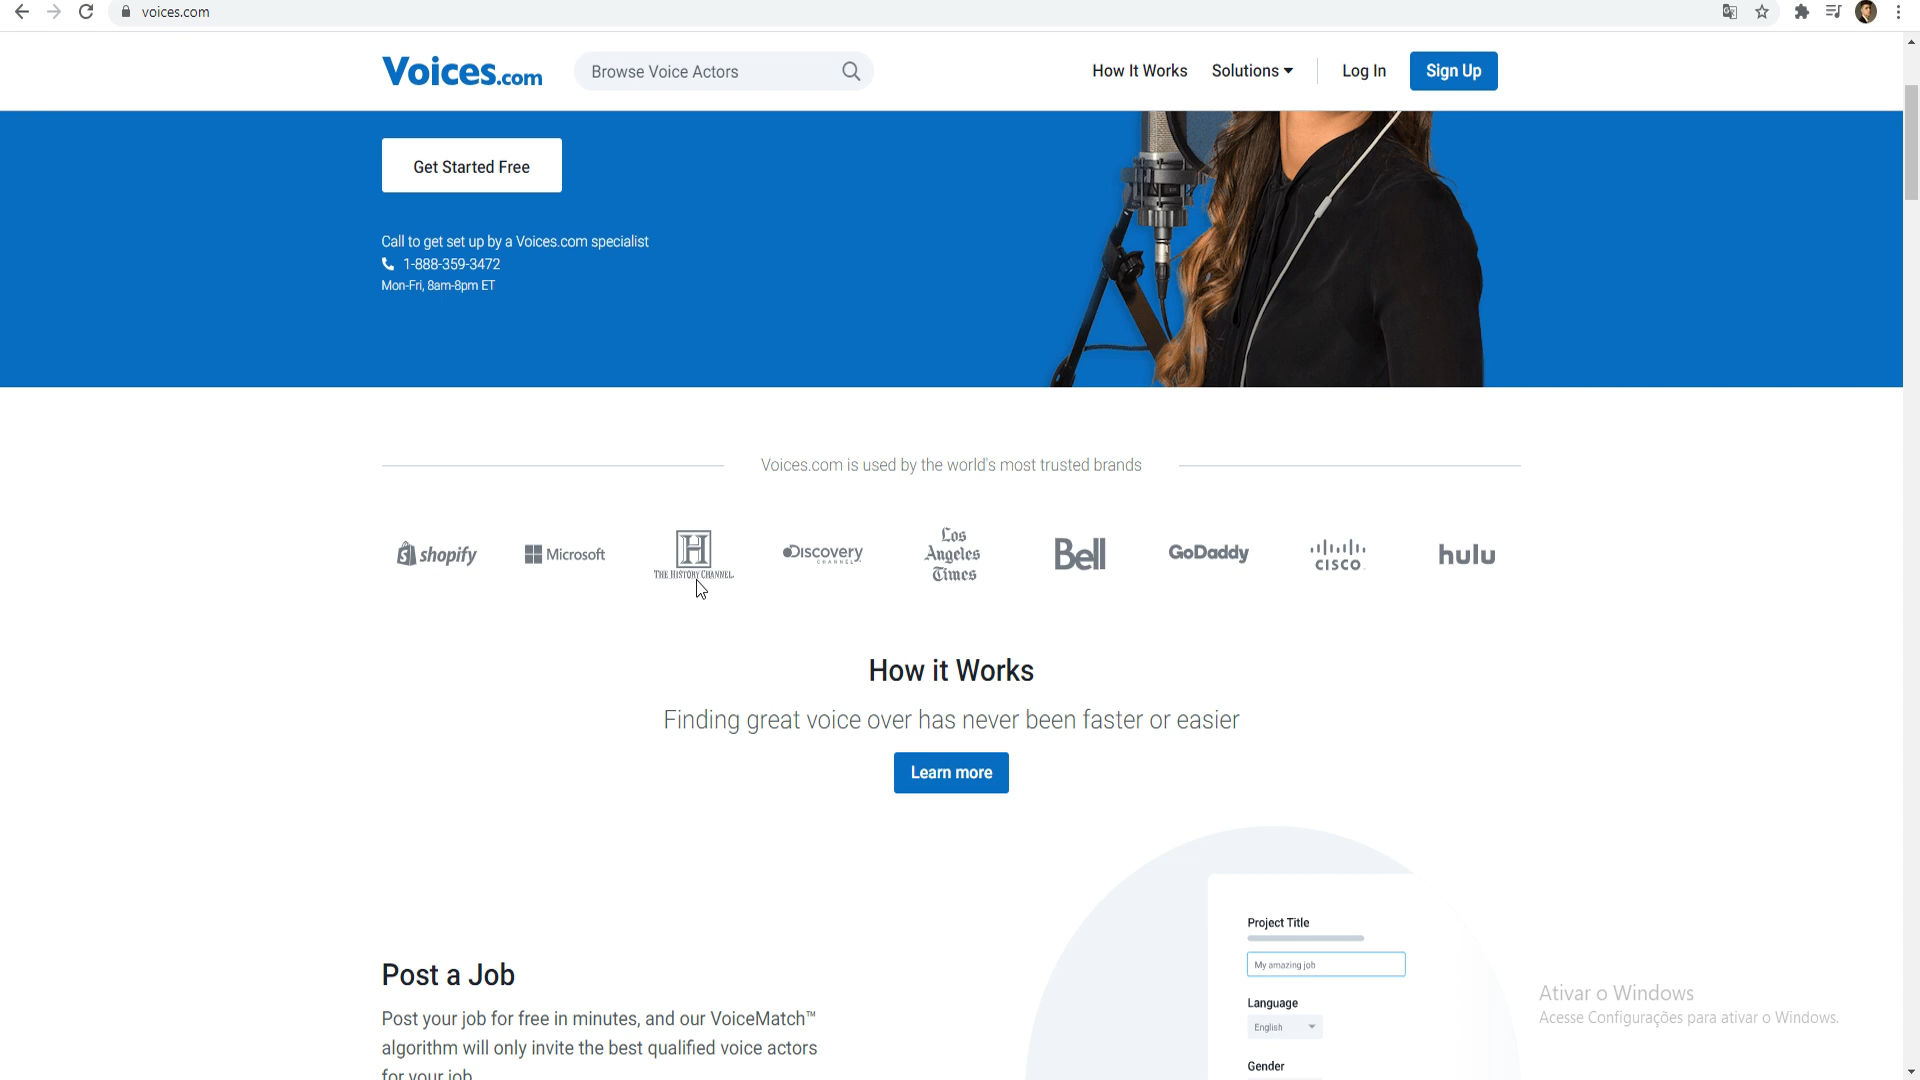 voices.com
Voices.com
Browse Voice Actors
How It Works
Solutions
Log In
Sign Up
Get Started Free
Call to get set up by a Voices.com specialist
1-888-359-3472
Mon-Fri, 8am-8pm ET
Voices.com is used by the world's most trusted brands
shopify
Microsoft
H
THE HISTORY CHANNEL.
Discovery
CHANNEL
Los
Angeles
Times
Bell
GoDaddy
CISCO
hulu
How it Works
Finding great voice over has never been faster or easier
Learn more
Project Title
My amazing job
Language
English
Gender
Post a Job
Post your job for free in minutes, and our VoiceMatch™
algorithm will only invite the best qualified voice actors
for your job
Ativar o Windows
Acesse Configurações para ativar o Windows.